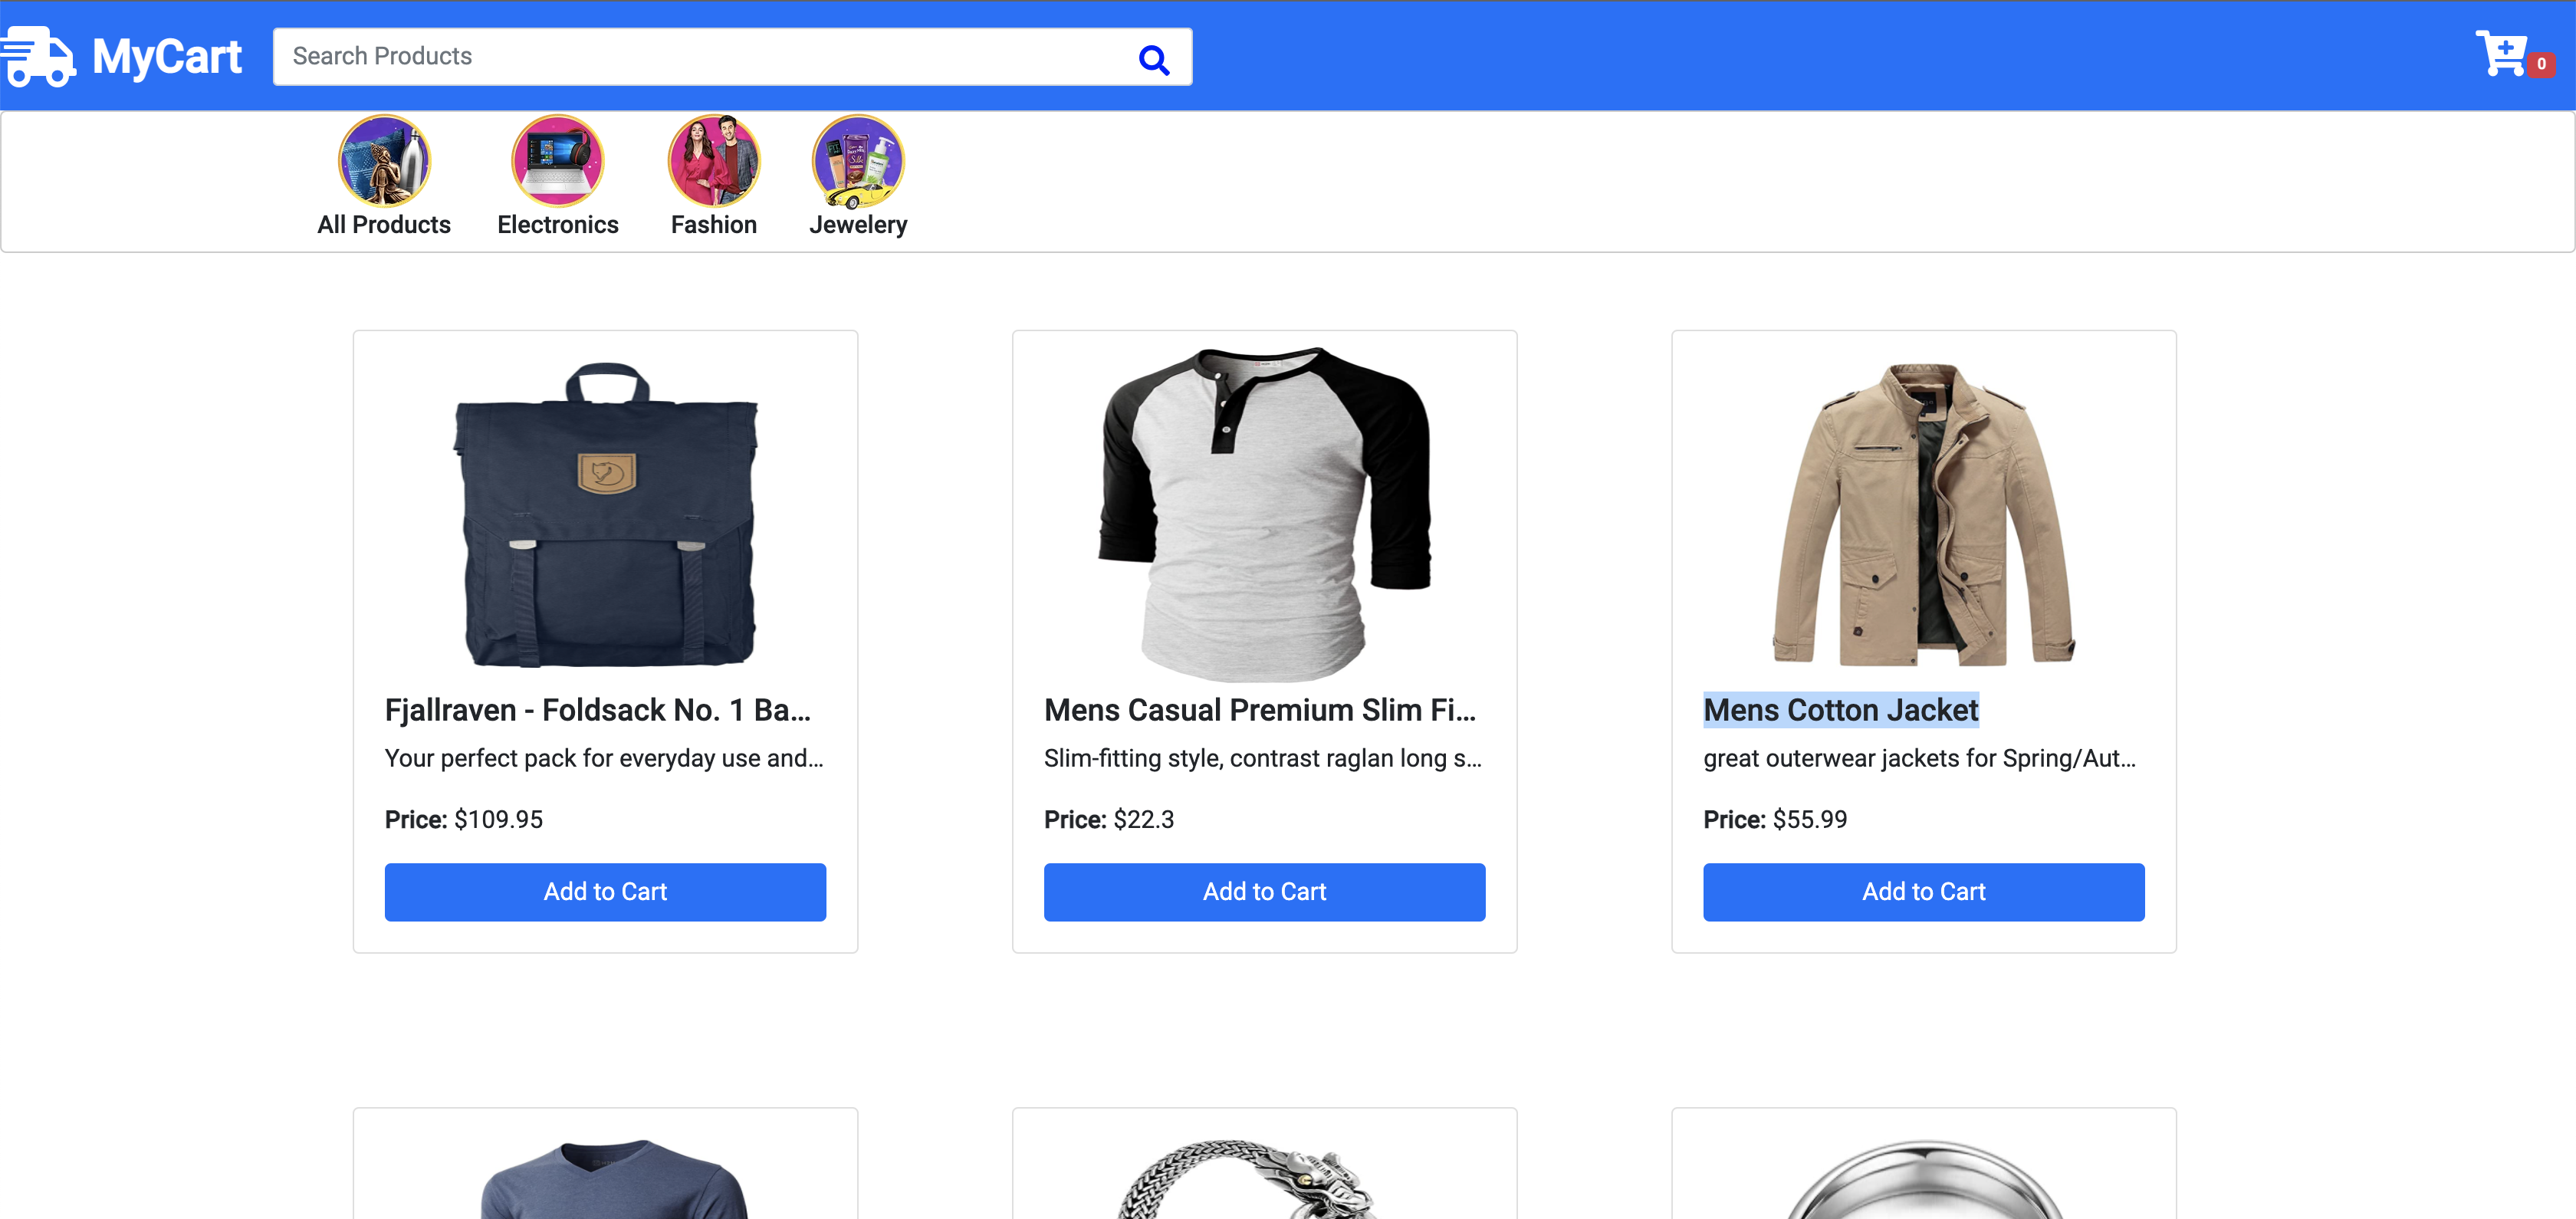 MyCart
Search Products
0
All Products
Electronics
Fashion
Jewelery
Fjallraven - Foldsack No. 1 Ba...
Your perfect pack for everyday use and...
Price: $109.95
Add to Cart
Mens Casual Premium Slim Fi...
Slim-fitting style, contrast raglan long s...
Price: $22.3
Add to Cart
Mens Cotton Jacket
great outerwear jackets for Spring/Aut...
Price: $55.99
Add to Cart